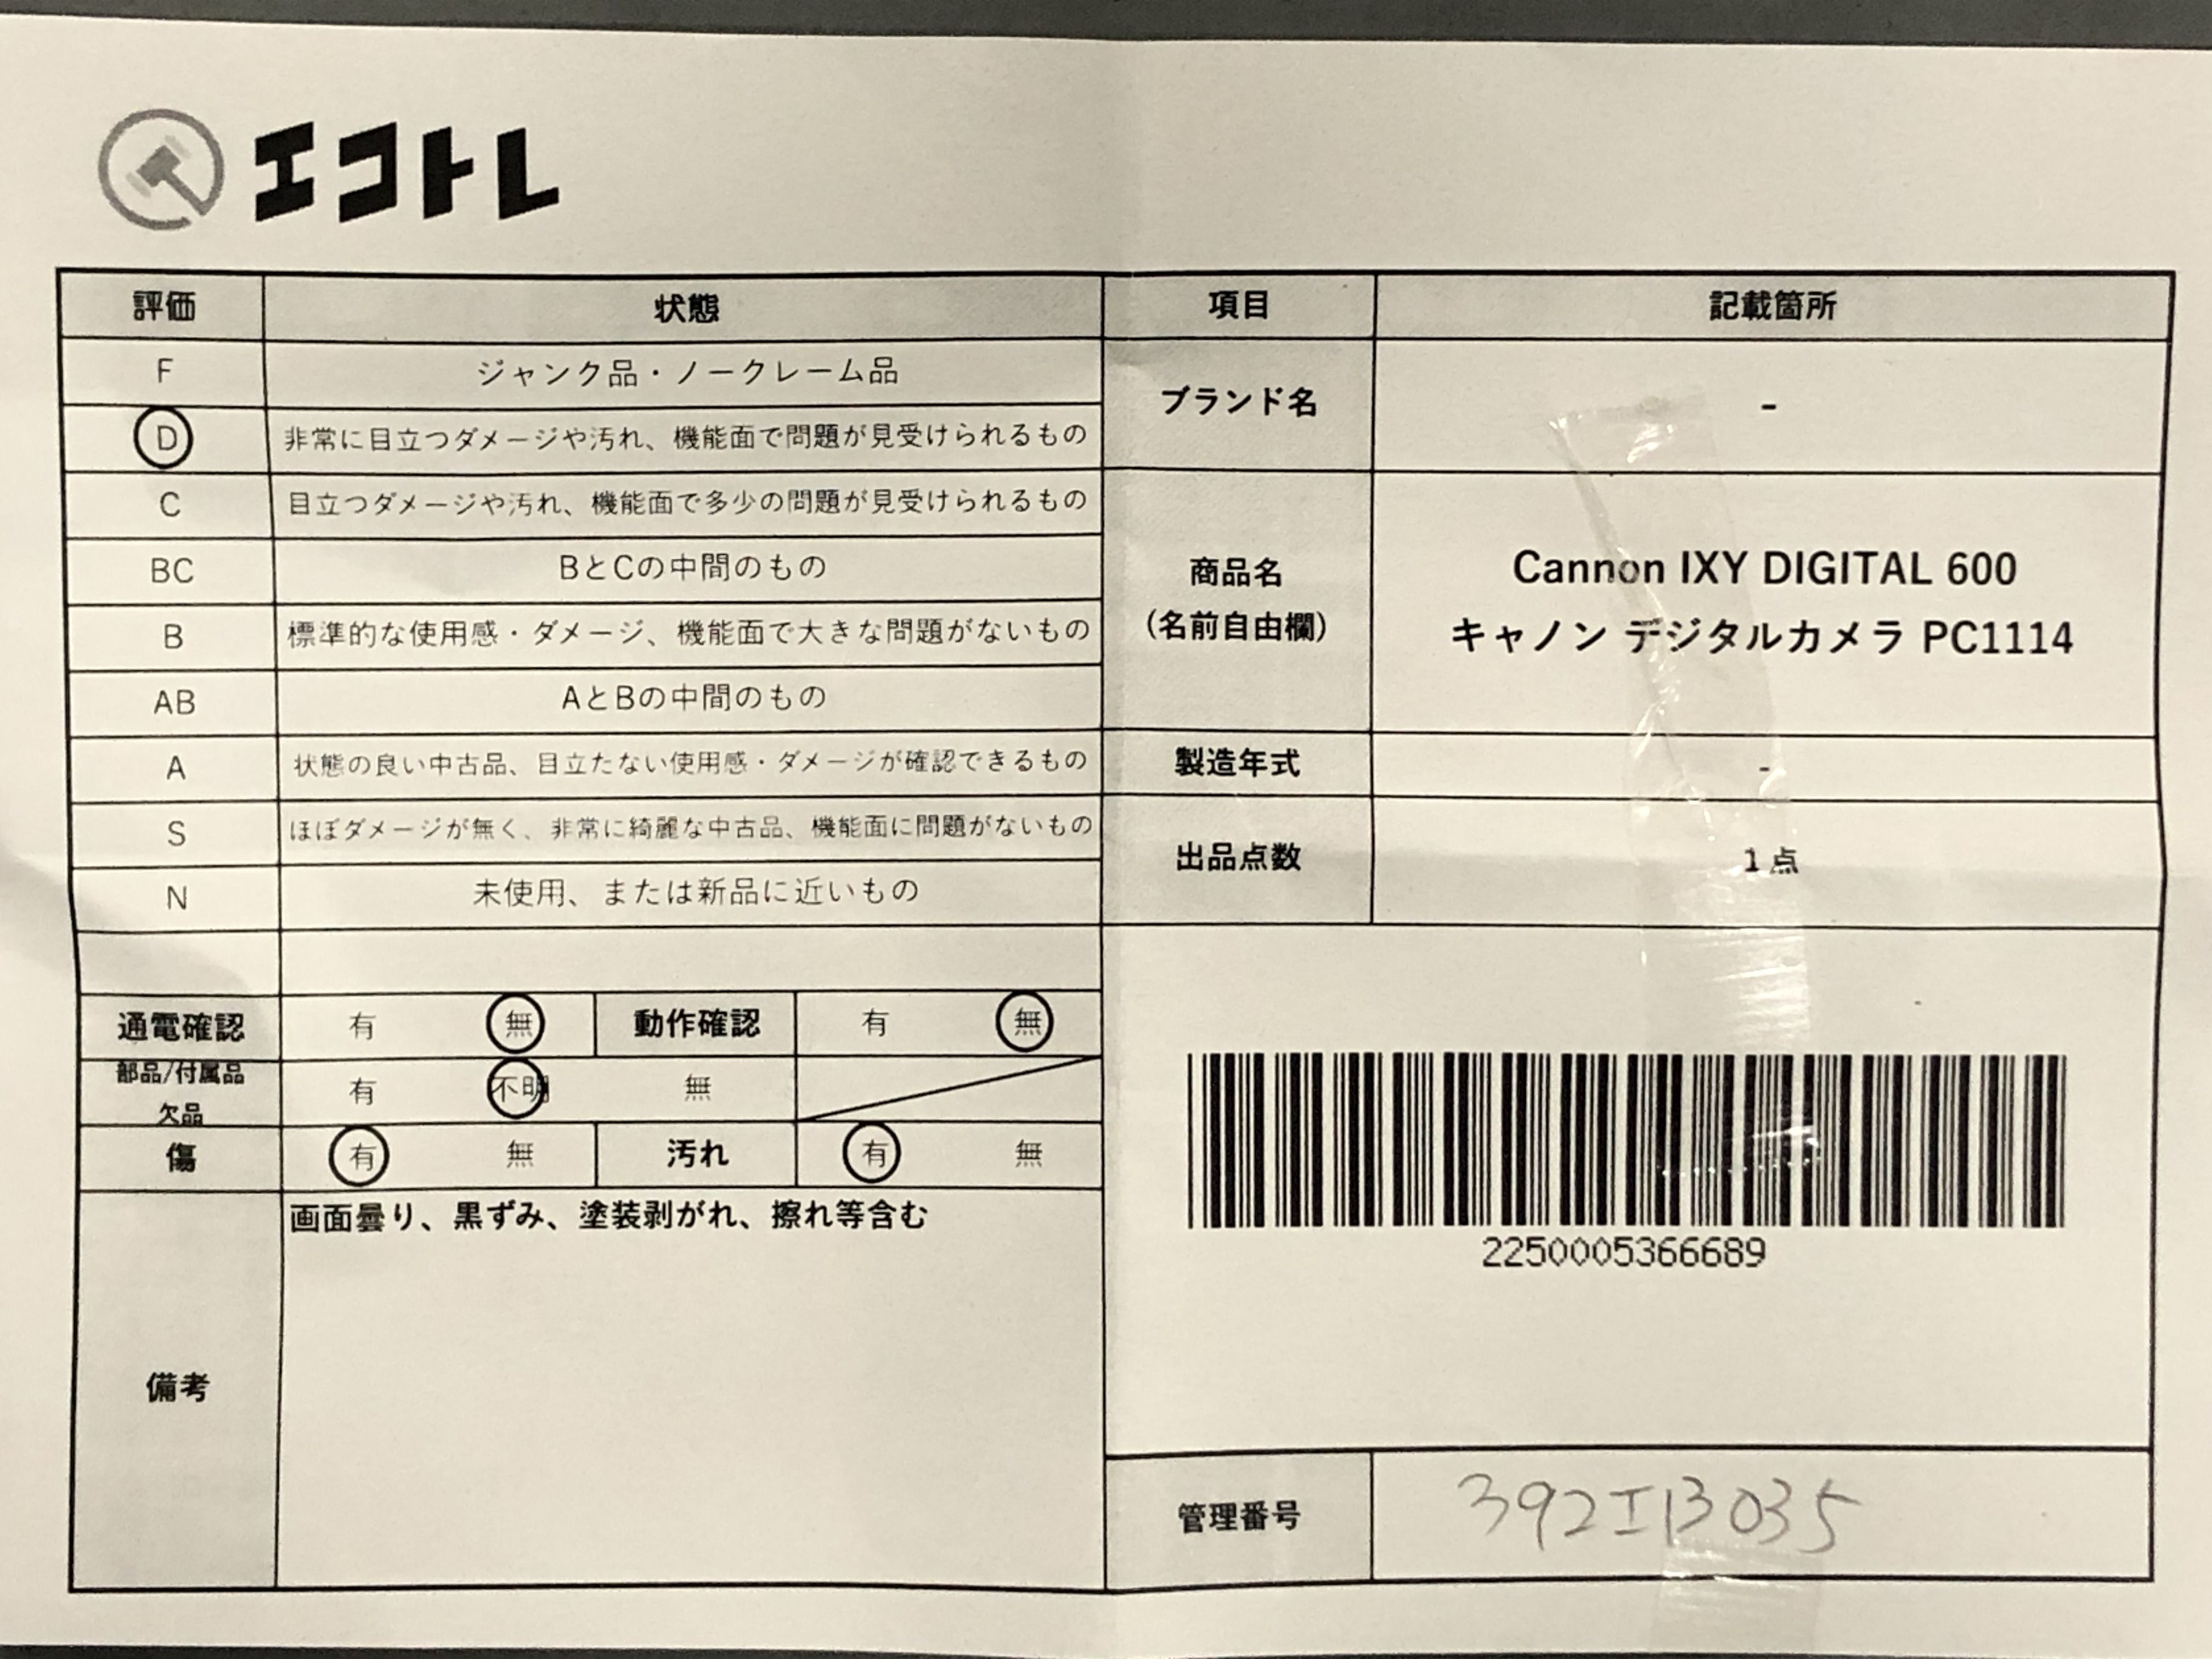 エコトレ
評価 状態 項目 記載箇所
F ジャンク品・ノークレーム品
D 非常に目立つダメージや汚れ、機能面で問題が見受けられるもの
ブランド名 -
C 目立つダメージや汚れ、機能面で多少の問題が見受けられるもの
BC BとCの中間のもの
B 標準的な使用感・ダメージ、機能面で大きな問題がないもの
AB AとBの中間のもの
商品名
(名前自由欄)
Cannon IXY DIGITAL 600
キャノン デジタルカメラ PC1114
A 状態の良い中古品、目立たない使用感・ダメージが確認できるもの
製造年式 -
S ほぼダメージが無く、非常に綺麗な中古品、機能面に問題がないもの
N 未使用、または新品に近いもの
出品点数 1点
通電確認 有 無 動作確認 有 無
部品/付属品
欠品
有 不明 無
傷 有 無 汚れ 有 無
備考
画面曇り、黒ずみ、塗装剥がれ、擦れ等含む
2250005366689
管理番号 392エ13035